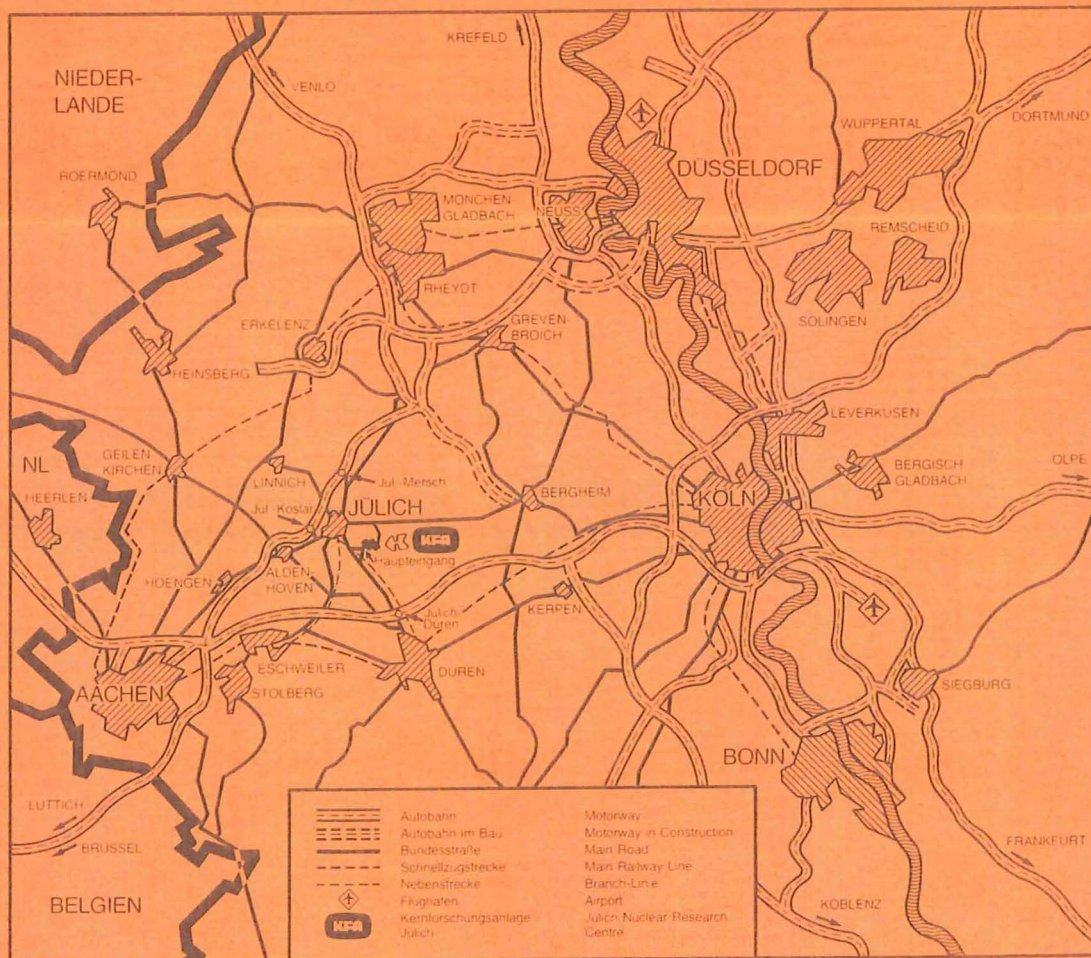 KREFELD
NIEDER-
LANDE
VENLO
WUPPERTAL
DORTMUND
DÜSSELDORF
ROERMOND
MÖNCHEN-
GLADBACH
NEUSS
REMSCHEID
RHEYDT
SOLINGEN
ERKELENZ
GREVEN-
BROICH
HEINSBERG
LEVERKUSEN
GEILEN
KIRCHEN
NL
HEERLEN
LINNICH
Jül.-Mersch
BERGHEIM
BERGISCH
GLADBACH
OLPE
KÖLN
Jül.-Koslar
JÜLICH
KFA
Haupteingang
HOENGEN
ALDEN-
HOVEN
KERPEN
Jülich
Düren
ESCHWEILER
DÜREN
AACHEN
STOLBERG
SIEGBURG
BONN
LÜTTICH
BRÜSSEL
FRANKFURT
BELGIEN
KOBLENZ
Autobahn Motorway
Autobahn im Bau Motorway in Construction
Bundesstraße Main Road
Schnellzugstrecke Main Railway Line
Nebenstrecke Branch-Line
Flughafen Airport
KFA Kernforschungsanlage Jülich Nuclear Research
Jülich Centre